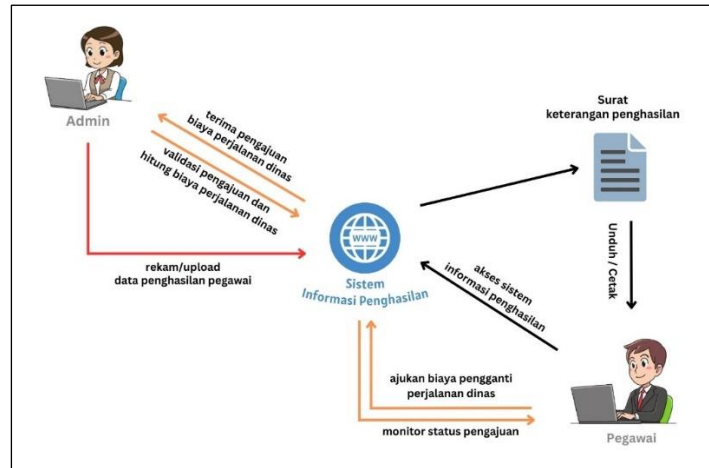 Admin
terima pengajuan
biaya perjalanan dinas
validasi pengajuan dan
hitung biaya perjalanan dinas
rekam/upload
data penghasilan pegawai
www
Sistem
Informasi Penghasilan
Surat
keterangan penghasilan
Unduh / Cetak
akses sistem
informasi penghasilan
ajukan biaya pengganti
perjalanan dinas
monitor status pengajuan
Pegawai